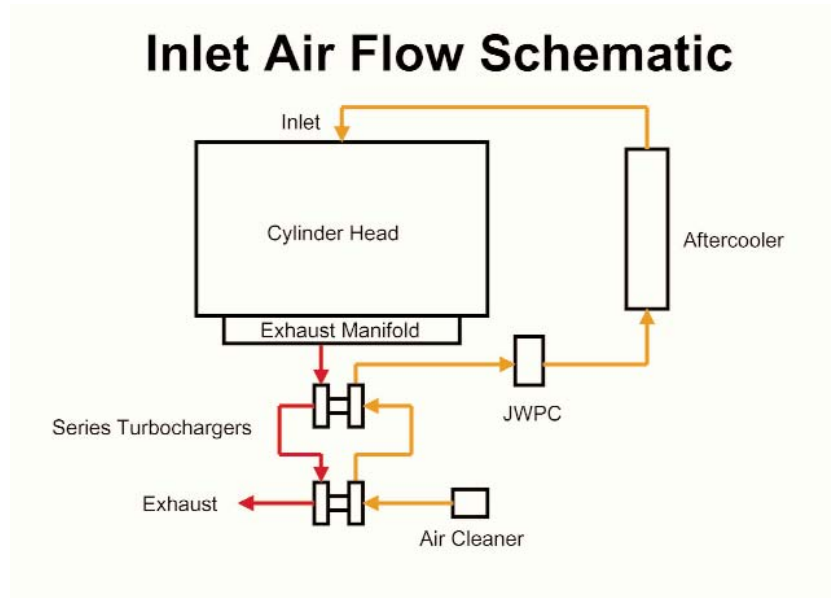 Inlet Air Flow Schematic
Inlet
Cylinder Head
Aftercooler
Exhaust Manifold
JWPC
Series Turbochargers
Exhaust
Air Cleaner